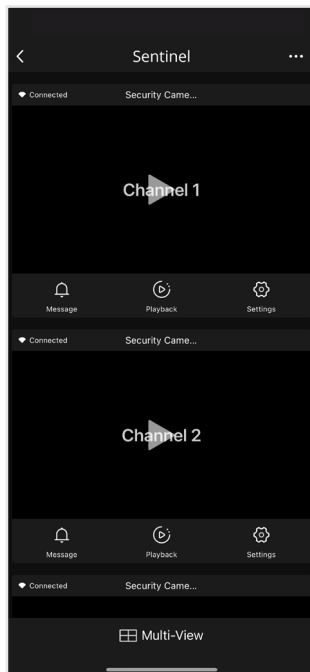 Sentinel
Connected Security Came...
Channel 1
Message Playback Settings
Connected Security Came...
Channel 2
Message Playback Settings
Connected Security Came...
Multi-View